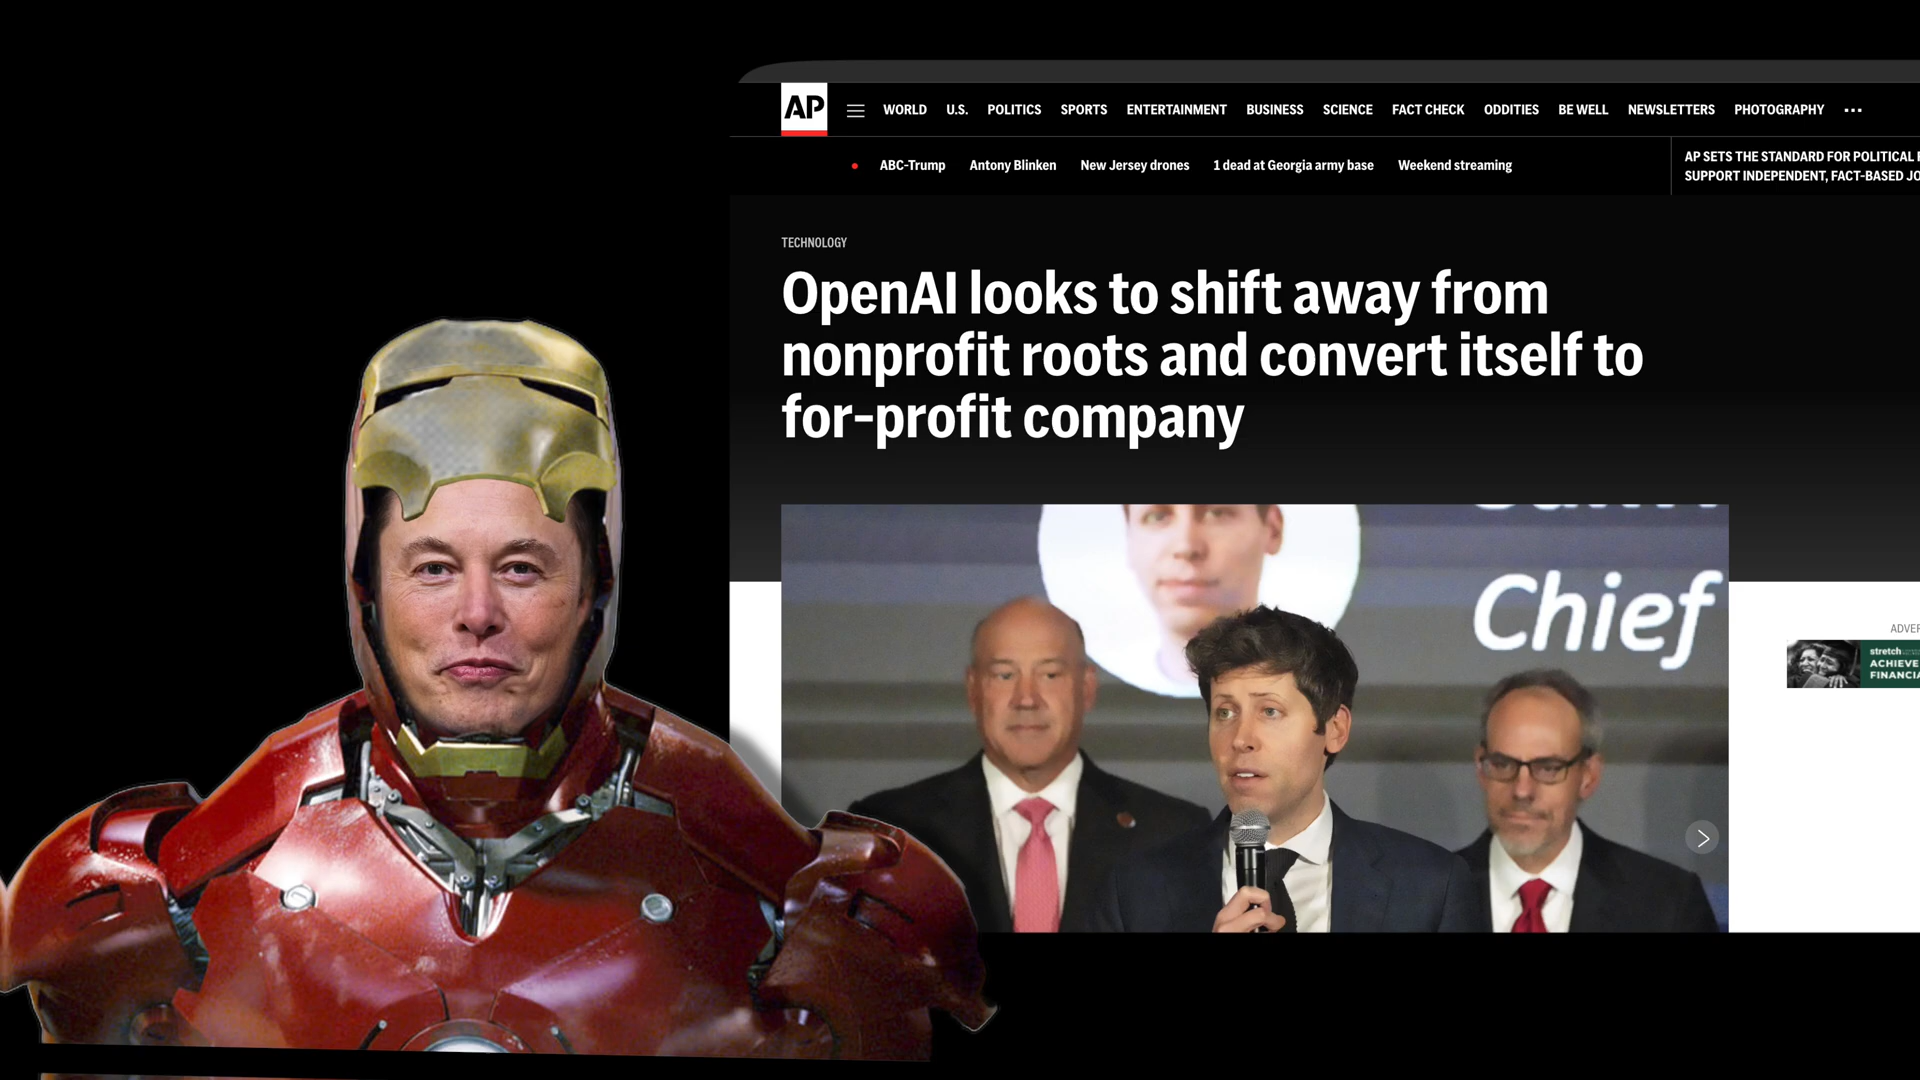 AP
WORLD U.S. POLITICS SPORTS ENTERTAINMENT BUSINESS SCIENCE FACT CHECK ODDITIES BE WELL NEWSLETTERS PHOTOGRAPHY
ABC-Trump Antony Blinken New Jersey drones 1 dead at Georgia army base Weekend streaming
AP SETS THE STANDARD FOR POLITICAL
SUPPORT INDEPENDENT, FACT-BASED
TECHNOLOGY
OpenAI looks to shift away from
nonprofit roots and convert itself to
for-profit company
Chief
stretch
ACHIEVE